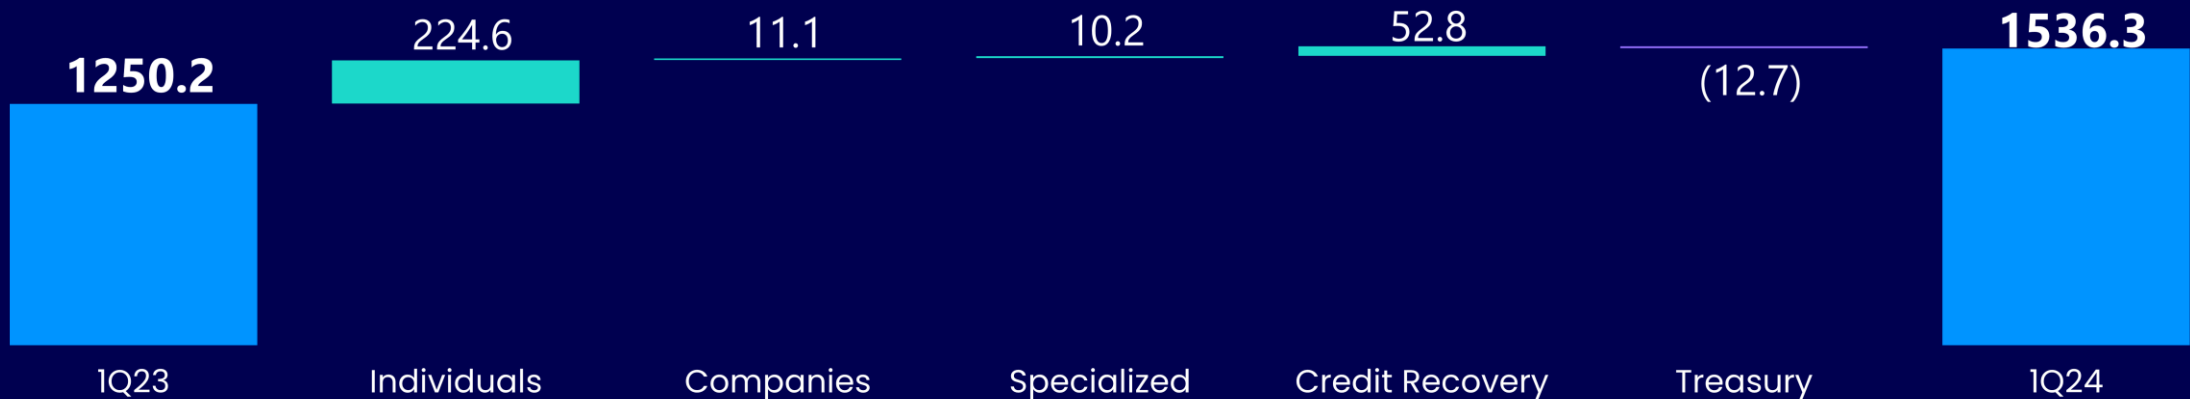 1250.2
224.6
11.1
10.2
52.8
(12.7)
1536.3
1Q23
Individuals
Companies
Specialized
Credit Recovery
Treasury
1Q24